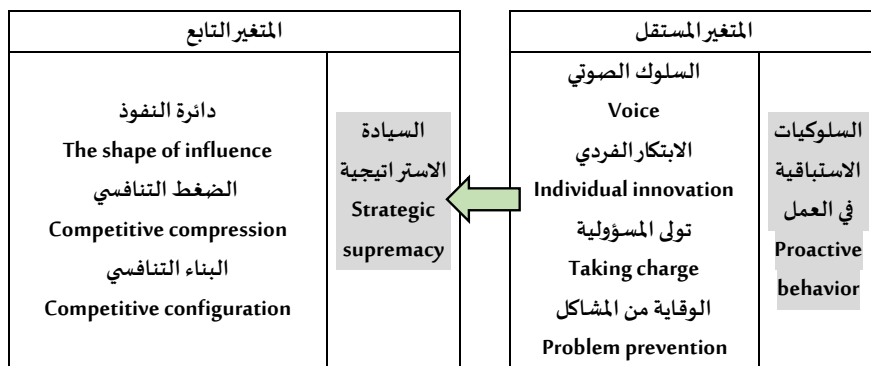 المتغير المستقل
السلوكيات
الاستباقية
في العمل
Proactive
behavior
السلوك الصوتي
Voice
الابتكار الفردي
Individual innovation
تولى المسؤولية
Taking charge
الوقاية من المشاكل
Problem prevention
المتغير التابع
السيادة
الاستراتيجية
Strategic
supremacy
دائرة النفوذ
The shape of influence
الضغط التنافسي
Competitive compression
البناء التنافسي
Competitive configuration